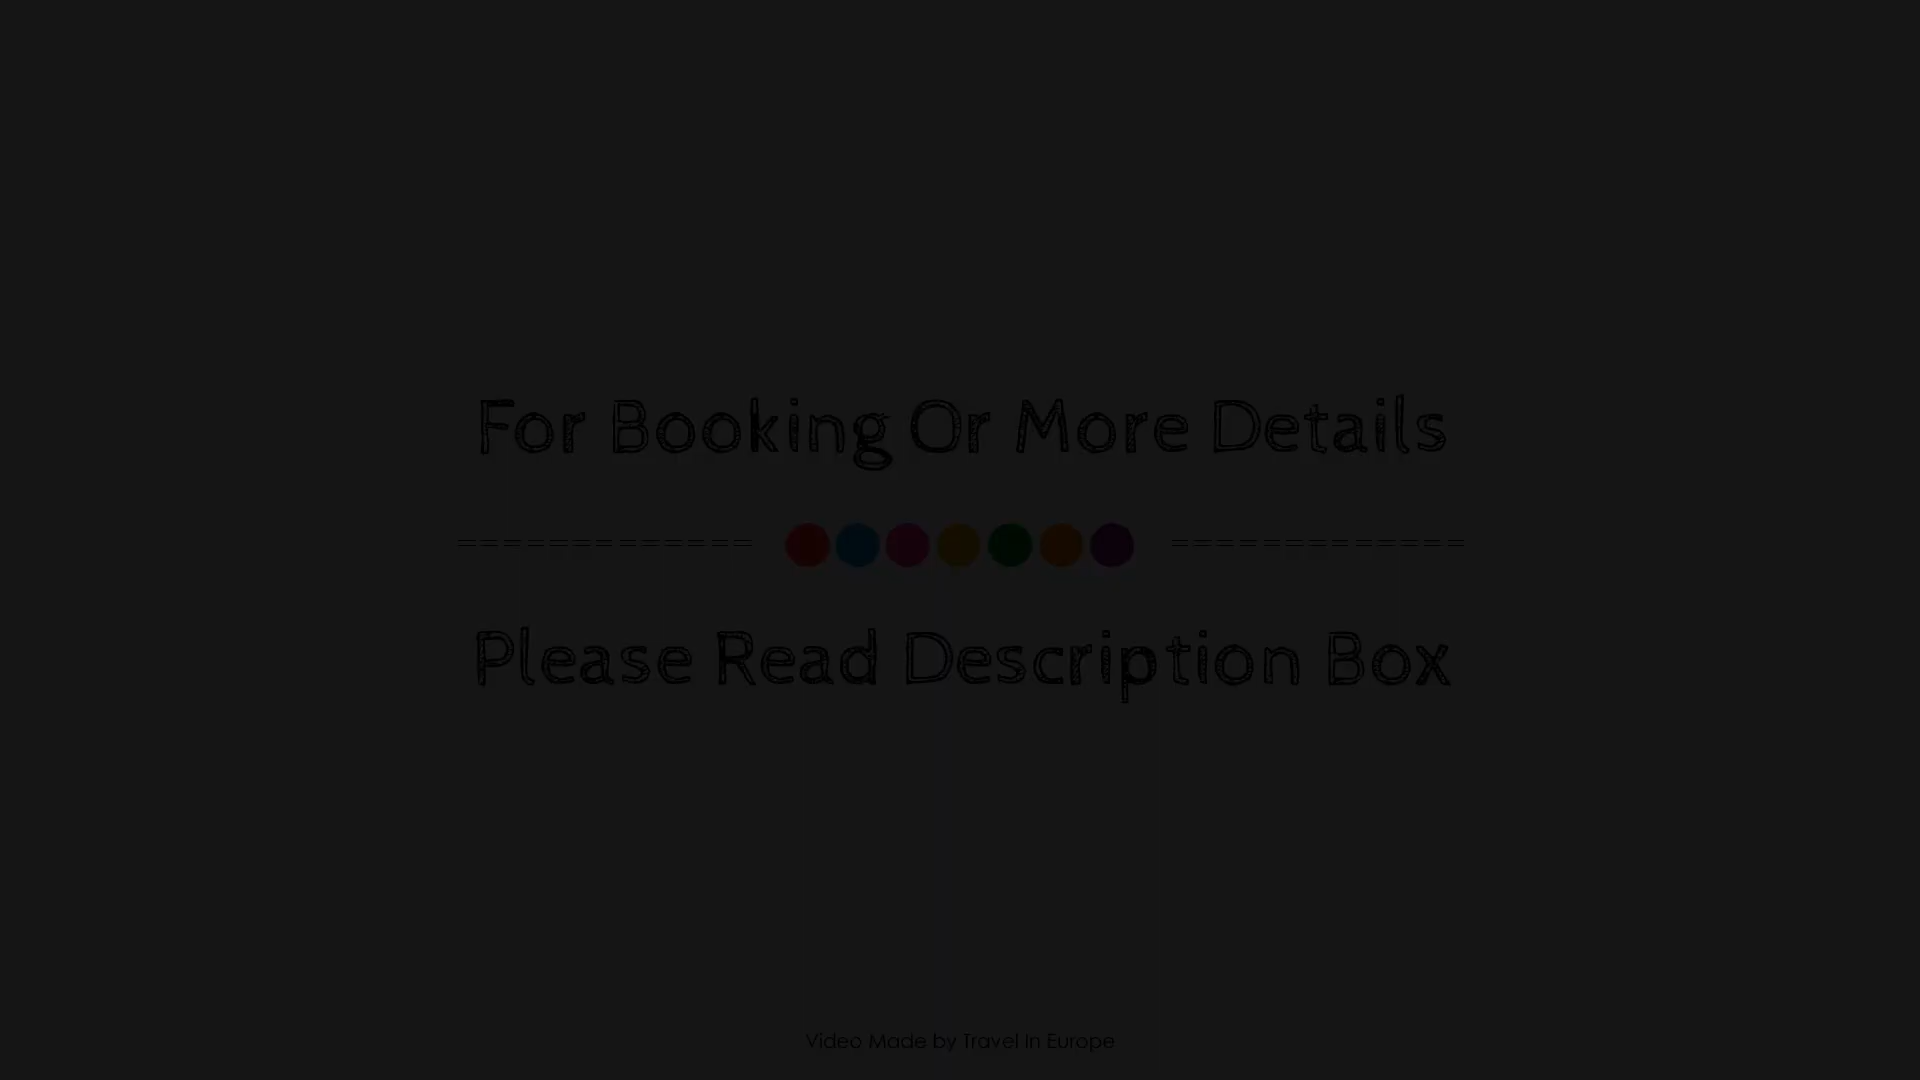 For Booking Or More Details
============= =============
Please Read Description Box
Video Made by Travel In Europe